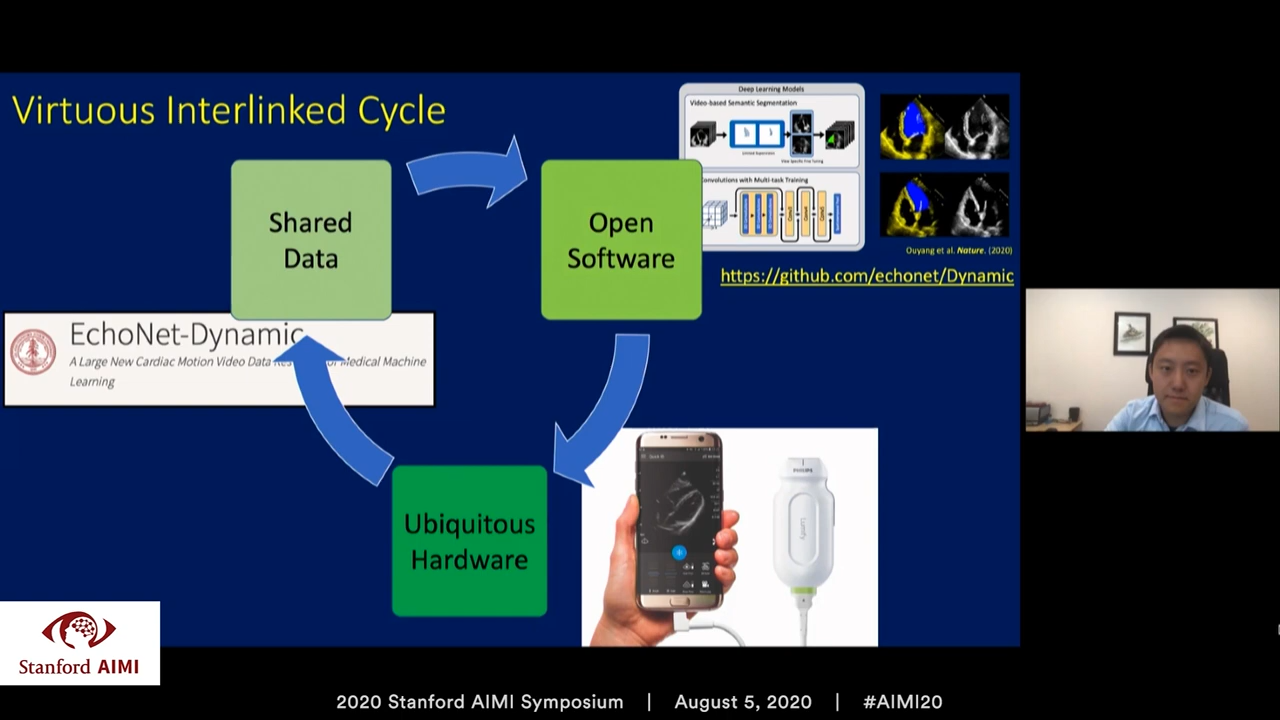 Virtuous Interlinked Cycle
Shared
Data
Open
Software
Deep Learning Models
Video-based Semantic Segmentation
Convolutions with Multi-task Training
Ouyang et al. Nature. (2020)
https://github.com/echonet/Dynamic
EchoNet-Dynamic
A Large New Cardiac Motion Video Data Medical Machine
Learning
Ubiquitous
Hardware
PHILIPS
Lumify
Stanford AIMI
2020 Stanford AIMI Symposium | August 5, 2020 | #AIMI20